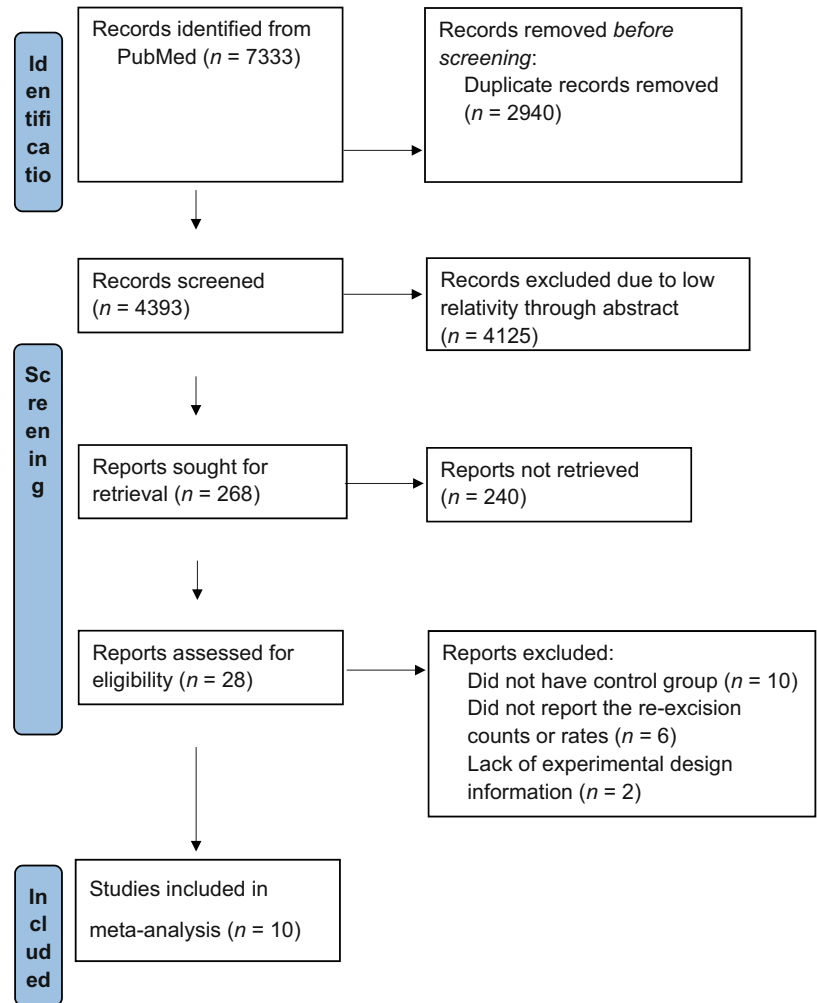 Id
en
tifi
ca
tio
Records identified from
PubMed (n = 7333)
Records removed before
screening:
Duplicate records removed
(n = 2940)
Records screened
(n = 4393)
Records excluded due to low
relativity through abstract
(n = 4125)
Sc
re
en
in
g
Reports sought for
retrieval (n = 268)
Reports not retrieved
(n = 240)
Reports assessed for
eligibility (n = 28)
Reports excluded:
Did not have control group (n = 10)
Did not report the re-excision
counts or rates (n = 6)
Lack of experimental design
information (n = 2)
In
cl
ud
ed
Studies included in
meta-analysis (n = 10)